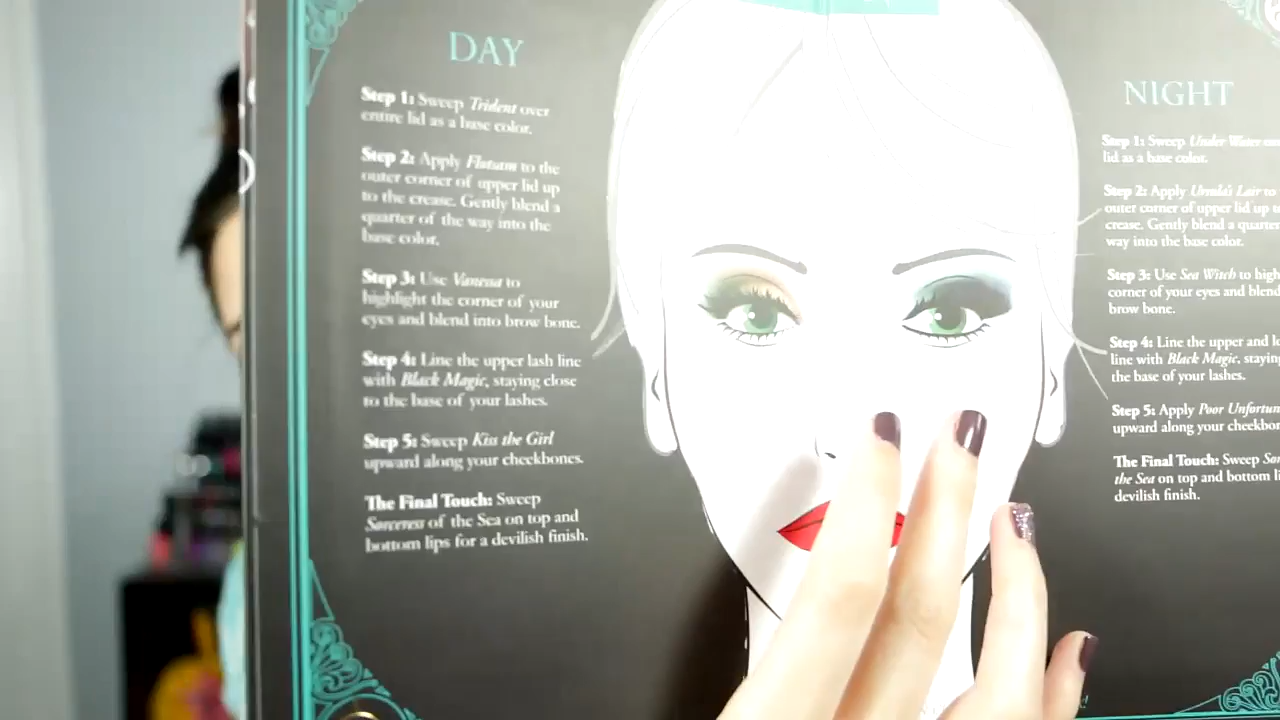 DAY
Step 1: Sweep Trident over
entire lid as a base color.
Step 2: Apply Flotsam to the
outer corner of upper lid up
to the crease. Gently blend a
quarter of the way into the
base color.
Step 3: Use Vanessa to
highlight the corner of your
eyes and blend into brow bone.
Step 4: Line the upper lash line
with Black Magic, staying close
to the base of your lashes.
Step 5: Sweep Kiss the Girl
upward along your cheekbones.
The Final Touch: Sweep
Sorceress of the Sea on top and
bottom lips for a devilish finish.
NIGHT
Step 1: Sweep Under Water
lid as a base color.
Step 2: Apply Ursula's Lair to
outer corner of upper lid up
crease. Gently blend a quarter
way into the base color.
Step 3: Use Sea Witch to
corner of your eyes and blend
brow bone.
Step 4: Line the upper and
line with Black Magic, staying
the base of your lashes.
Step 5: Apply Poor
upward along your
The Final Touch: Sweep
the Sea on top and bottom
devilish finish.